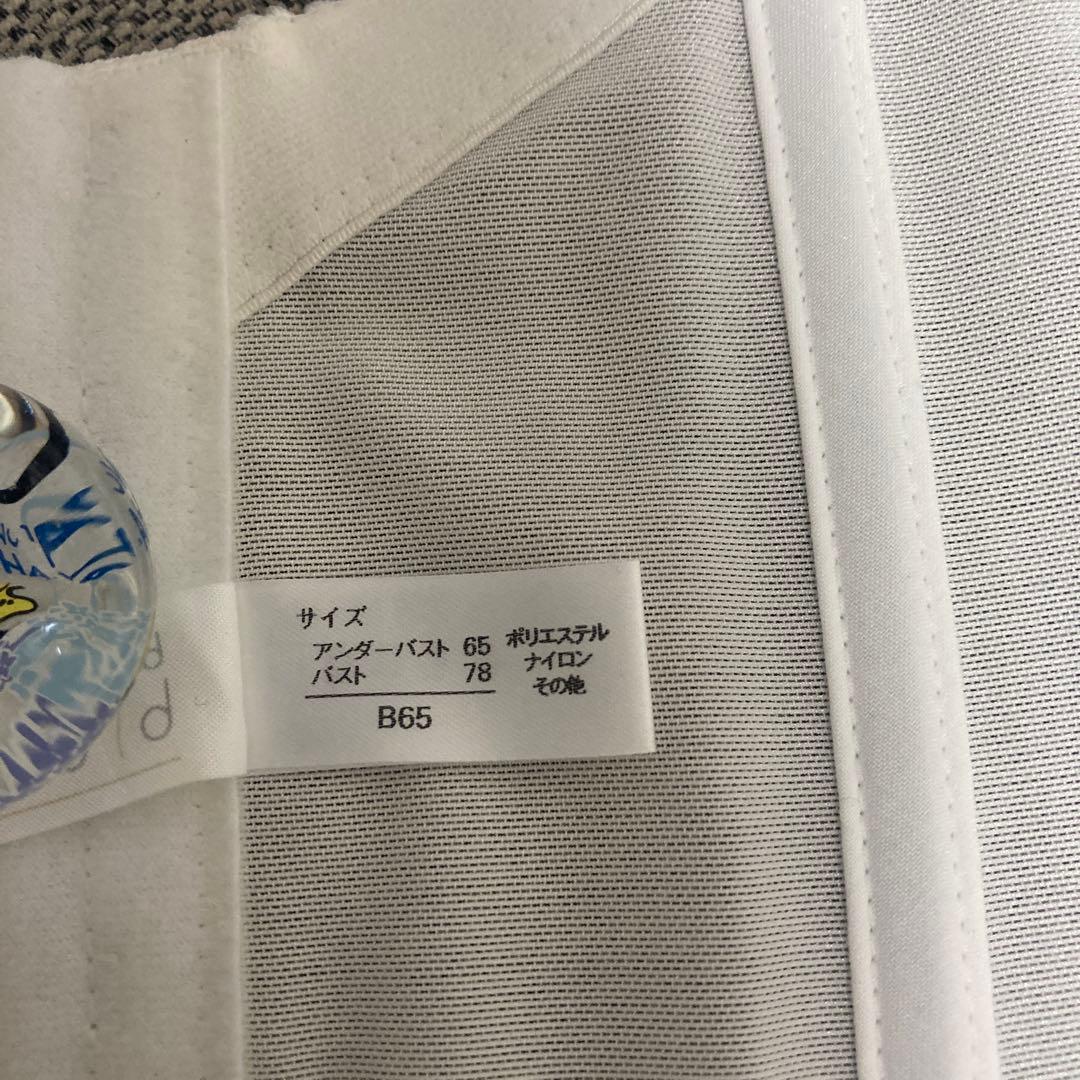 サイズ
アンダーバスト 65
バスト 78
B65
ポリエステル
ナイロン
その他